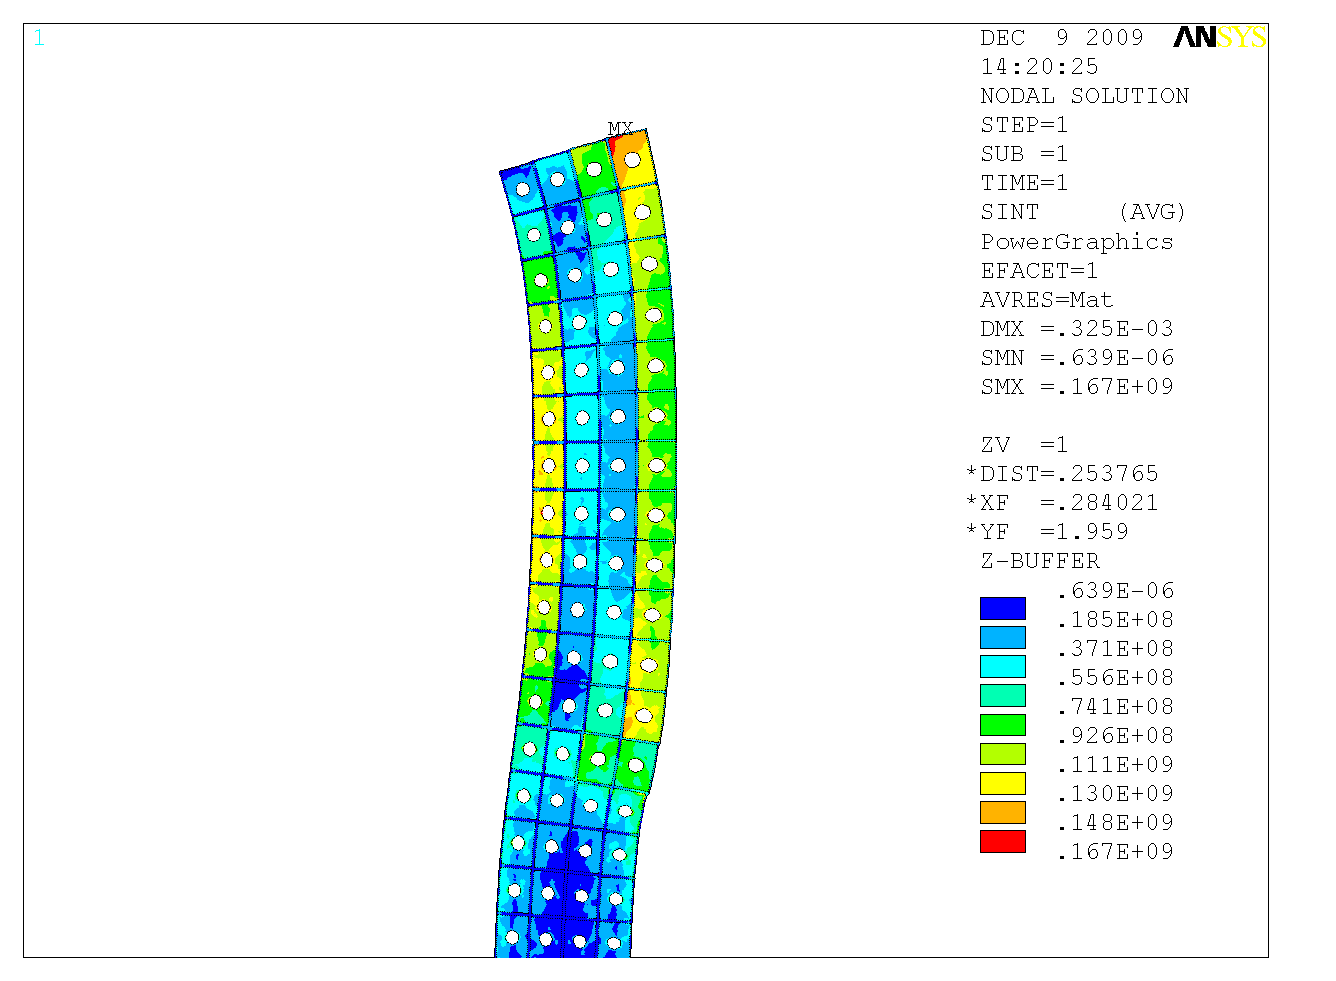 1
DEC 9 2009 ANSYS
14:20:25
NODAL SOLUTION
STEP=1
SUB =1
TIME=1
SINT (AVG)
PowerGraphics
EFACET=1
AVRES=Mat
DMX =.325E-03
SMN =.639E-06
SMX =.167E+09
ZV =1
*DIST=.253765
*XF =.284021
*YF =1.959
Z-BUFFER
.639E-06
.185E+08
.371E+08
.556E+08
.741E+08
.926E+08
.111E+09
.130E+09
.148E+09
.167E+09
MX